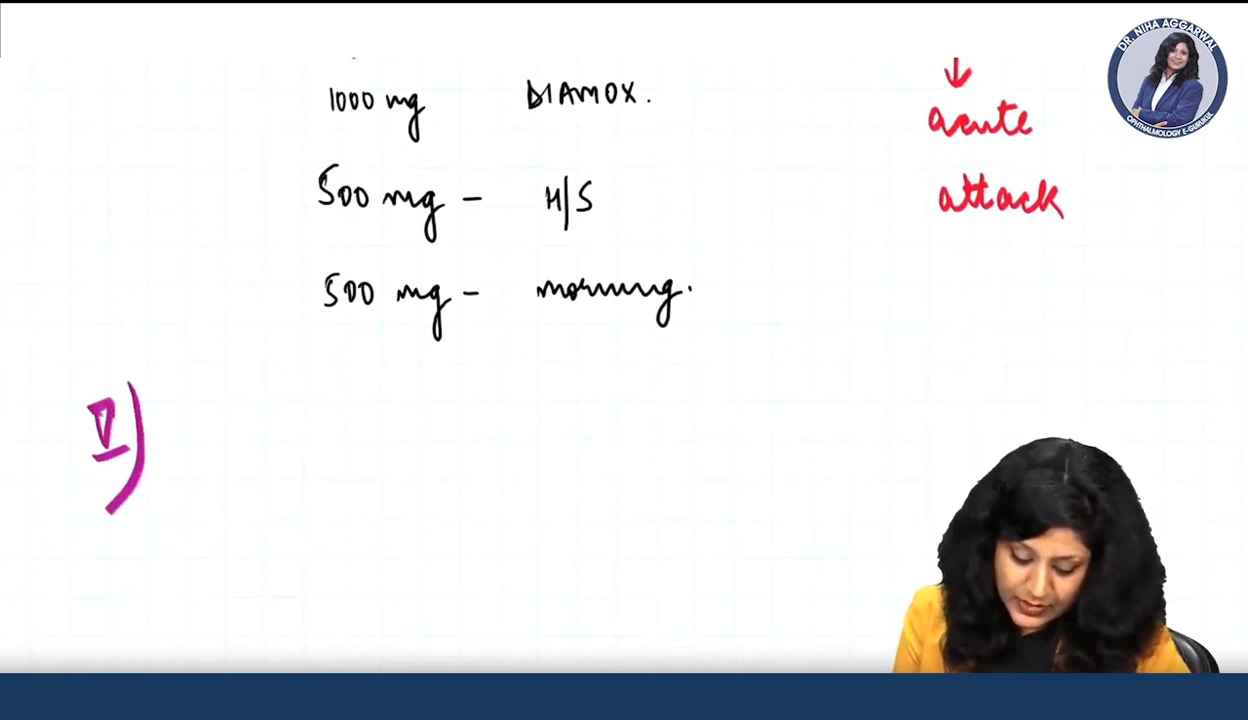 1000 mg DIAMOX.
500 mg - H/S
500 mg - morning.
↓
acute
attack
DR. NIHA AGGARWAL
OPHTHALMOLOGY E-GURUKUL